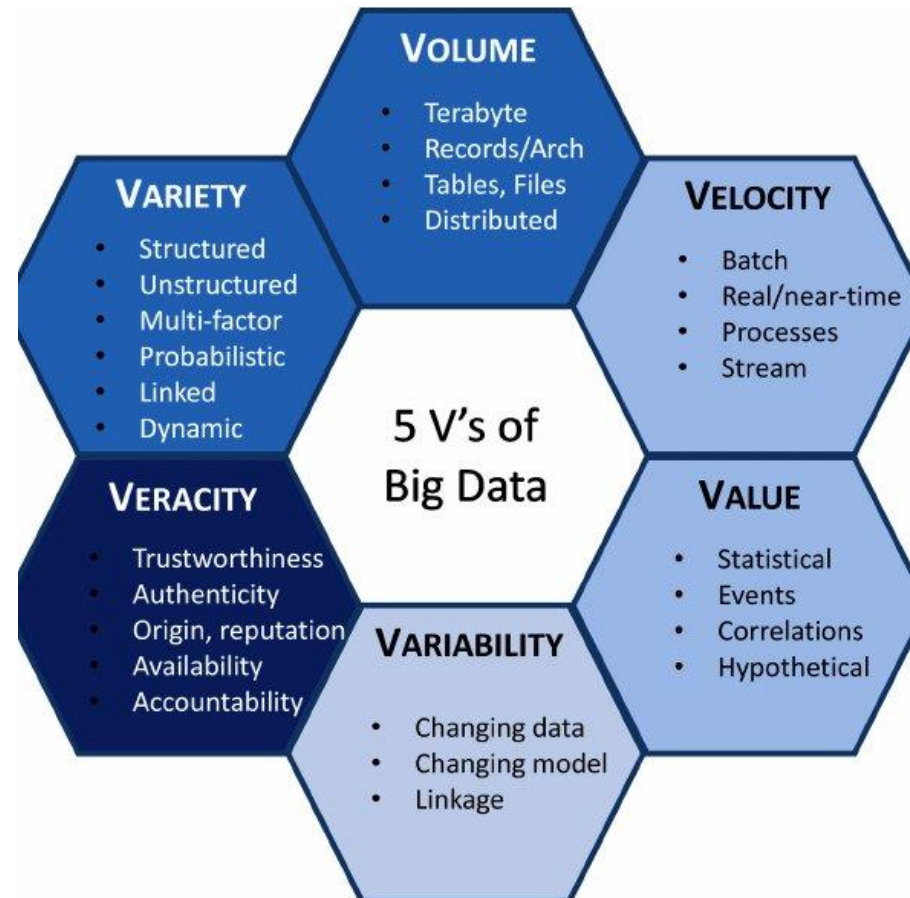 VOLUME
• Terabyte
• Records/Arch
• Tables, Files
• Distributed
VARIETY
• Structured
• Unstructured
• Multi-factor
• Probabilistic
• Linked
• Dynamic
VELOCITY
• Batch
• Real/near-time
• Processes
• Stream
5 V's of
Big Data
VERACITY
• Trustworthiness
• Authenticity
• Origin, reputation
• Availability
• Accountability
VALUE
• Statistical
• Events
• Correlations
• Hypothetical
VARIABILITY
• Changing data
• Changing model
• Linkage